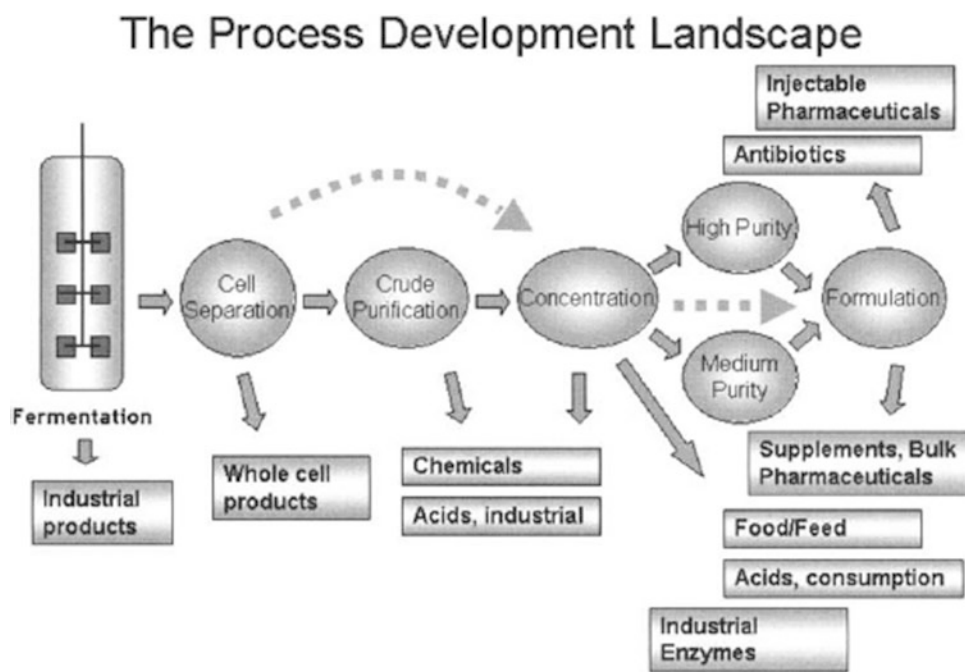 The Process Development Landscape
Injectable
Pharmaceuticals
Antibiotics
High Purity
Cell
Separation
Crude
Purification
Concentration
Formulation
Medium
Purity
Fermentation
Industrial
products
Whole cell
products
Chemicals
Acids, industrial
Supplements, Bulk
Pharmaceuticals
Food/Feed
Acids, consumption
Industrial
Enzymes